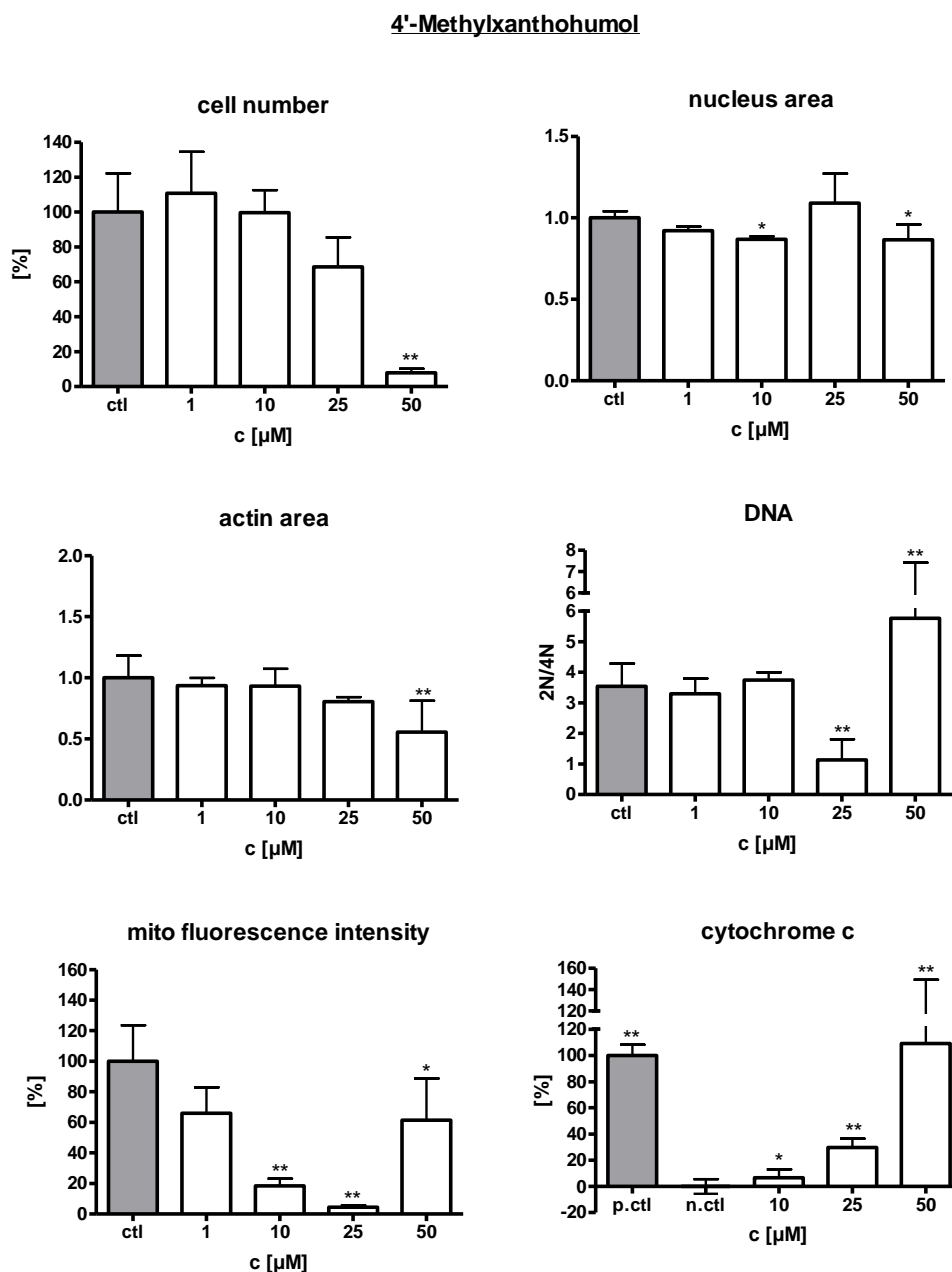 4'-Methylxanthohumol
cell number
140
120
100
80
60
40
20
0
[%]
**
ctl 1 10 25 50
c [µM]
nucleus area
1.5
1.0
0.5
0.0
* *
ctl 1 10 25 50
c [µM]
actin area
2.0
1.5
1.0
0.5
0.0
**
ctl 1 10 25 50
c [µM]
DNA
8
7
6
6
5
4
3
2
1
0
2N/4N
** **
ctl 1 10 25 50
c [µM]
mito fluorescence intensity
160
140
120
100
80
60
40
20
0
[%]
** ** *
ctl 1 10 25 50
c [µM]
cytochrome c
160
140
120
120
100
80
60
40
20
0
-20
[%]
** * ** **
p.ctl n.ctl 10 25 50
c [µM]